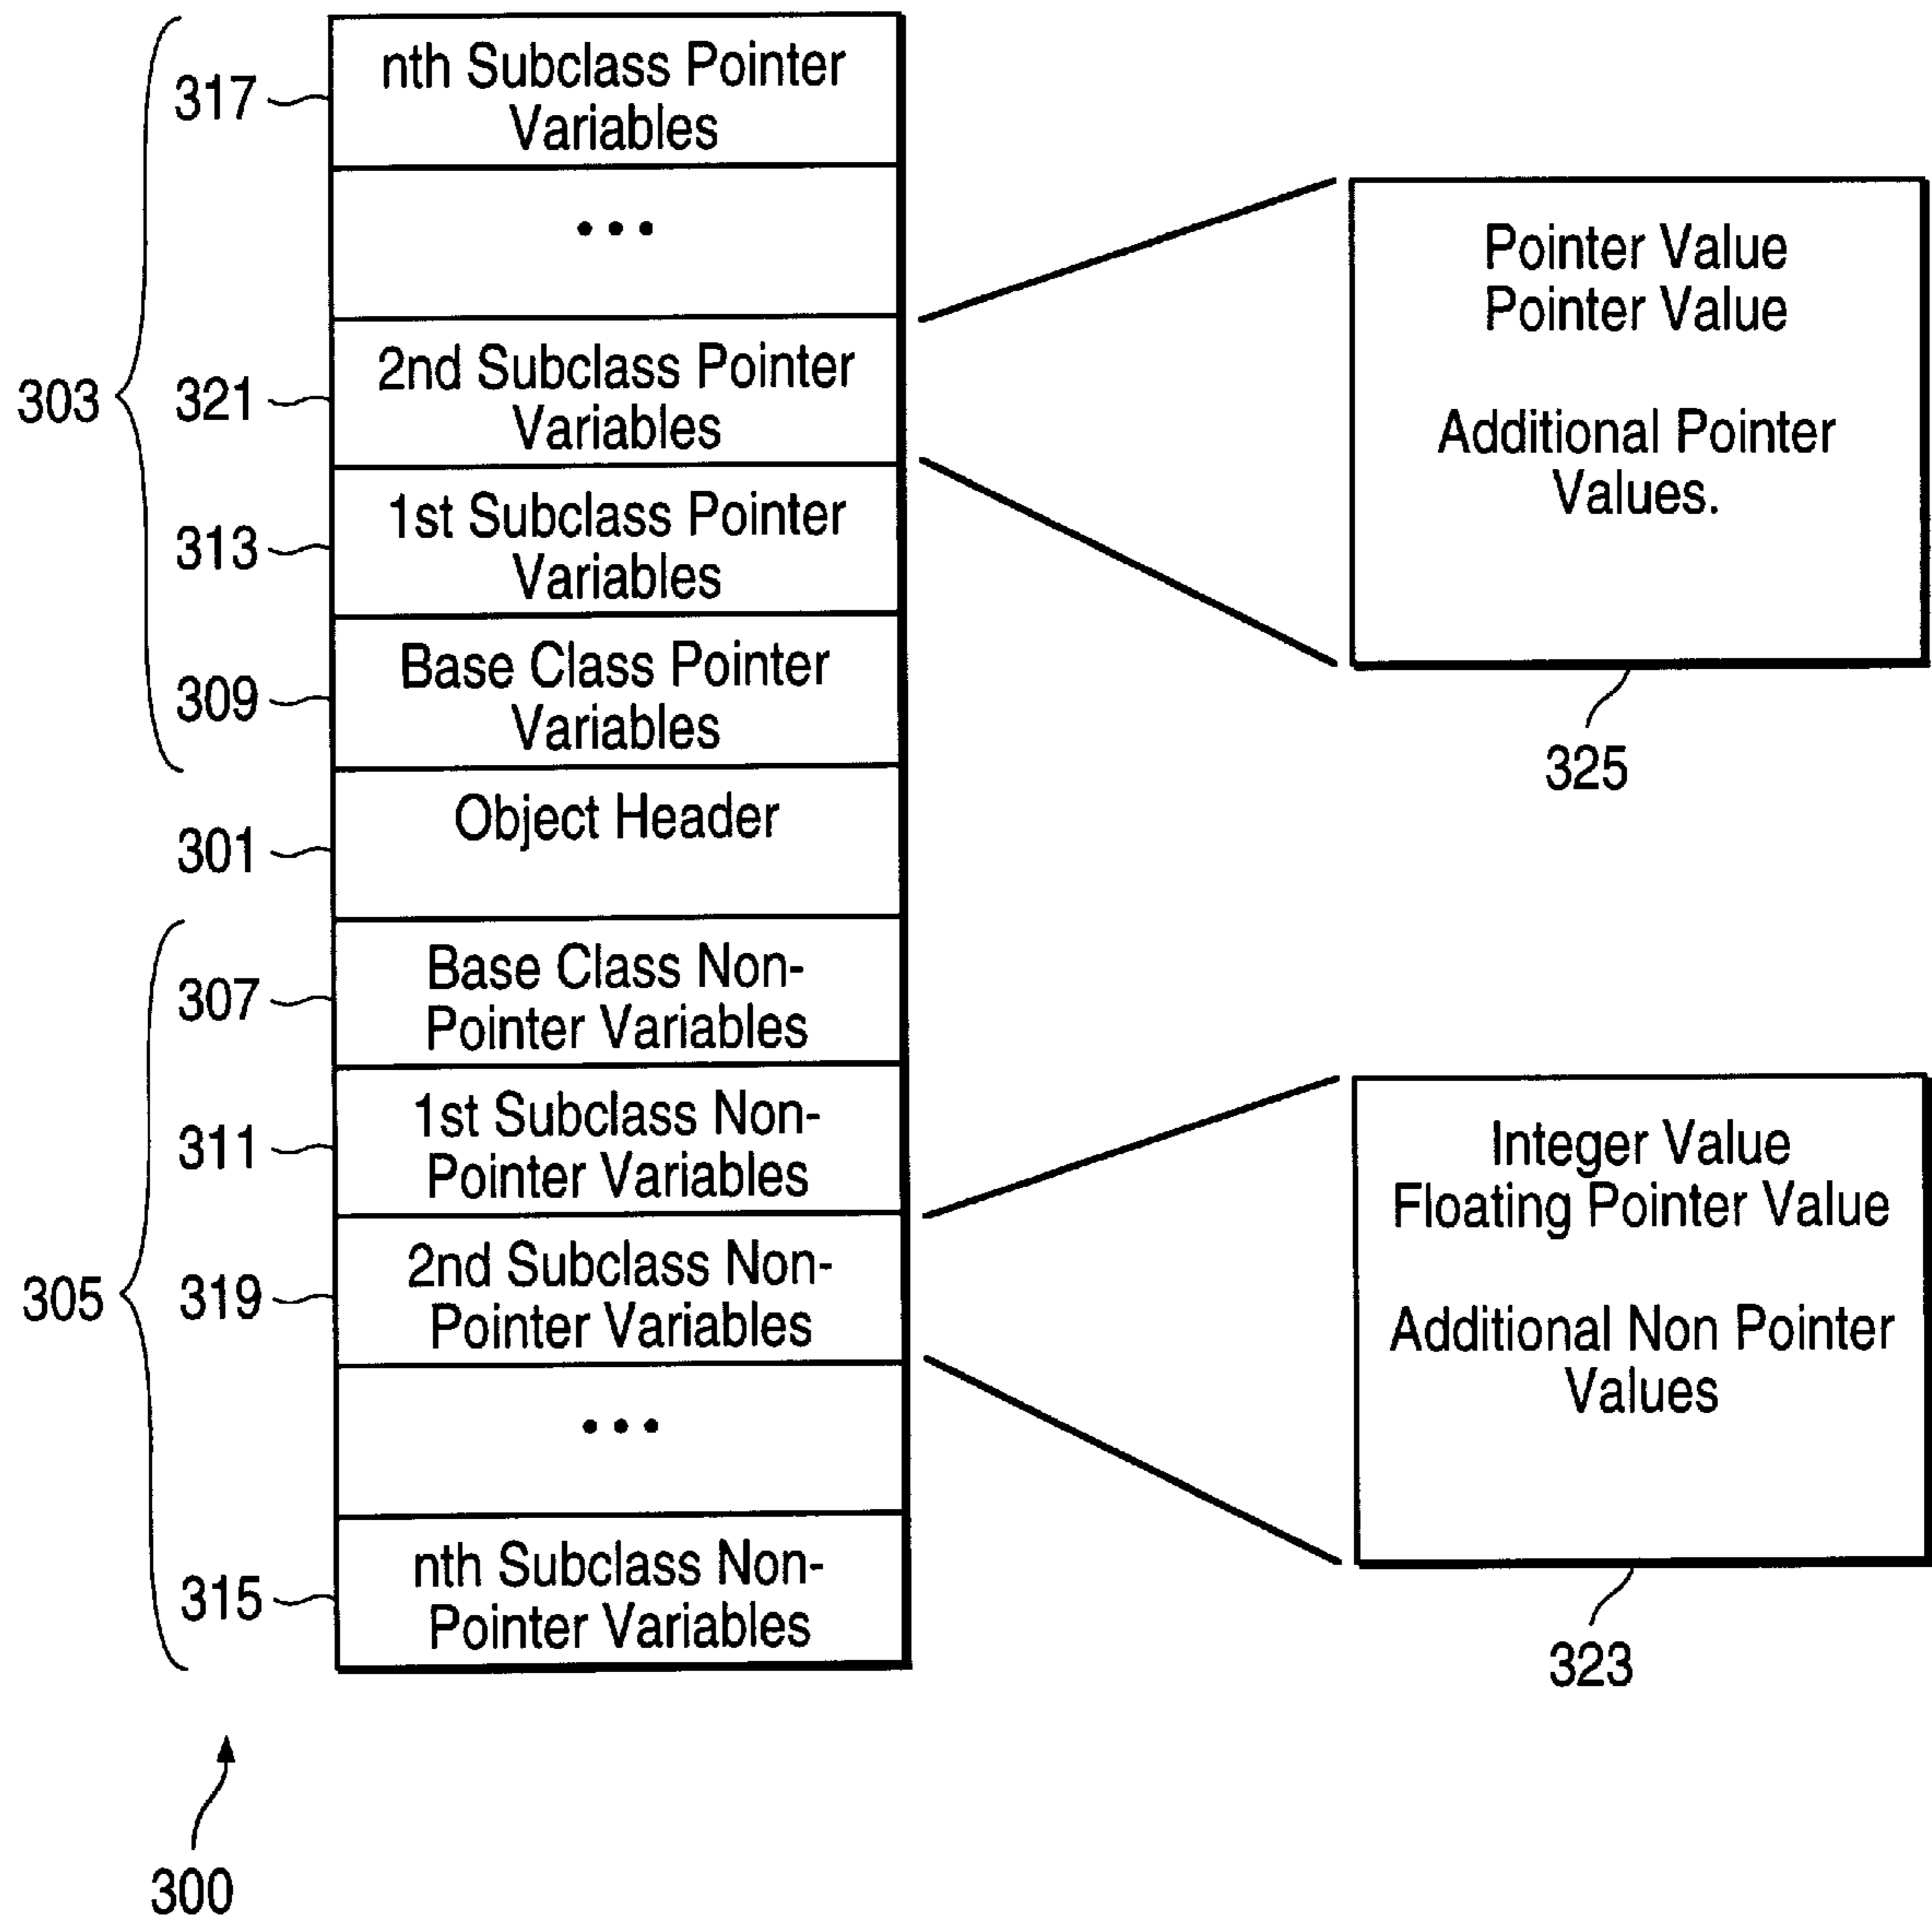 317
nth Subclass Pointer
Variables
...
303
321
2nd Subclass Pointer
Variables
313
1st Subclass Pointer
Variables
309
Base Class Pointer
Variables
301
Object Header
305
307
Base Class Non-
Pointer Variables
311
1st Subclass Non-
Pointer Variables
319
2nd Subclass Non-
Pointer Variables
...
315
nth Subclass Non-
Pointer Variables
300
Pointer Value
Pointer Value
Additional Pointer
Values.
325
Integer Value
Floating Pointer Value
Additional Non Pointer
Values
323